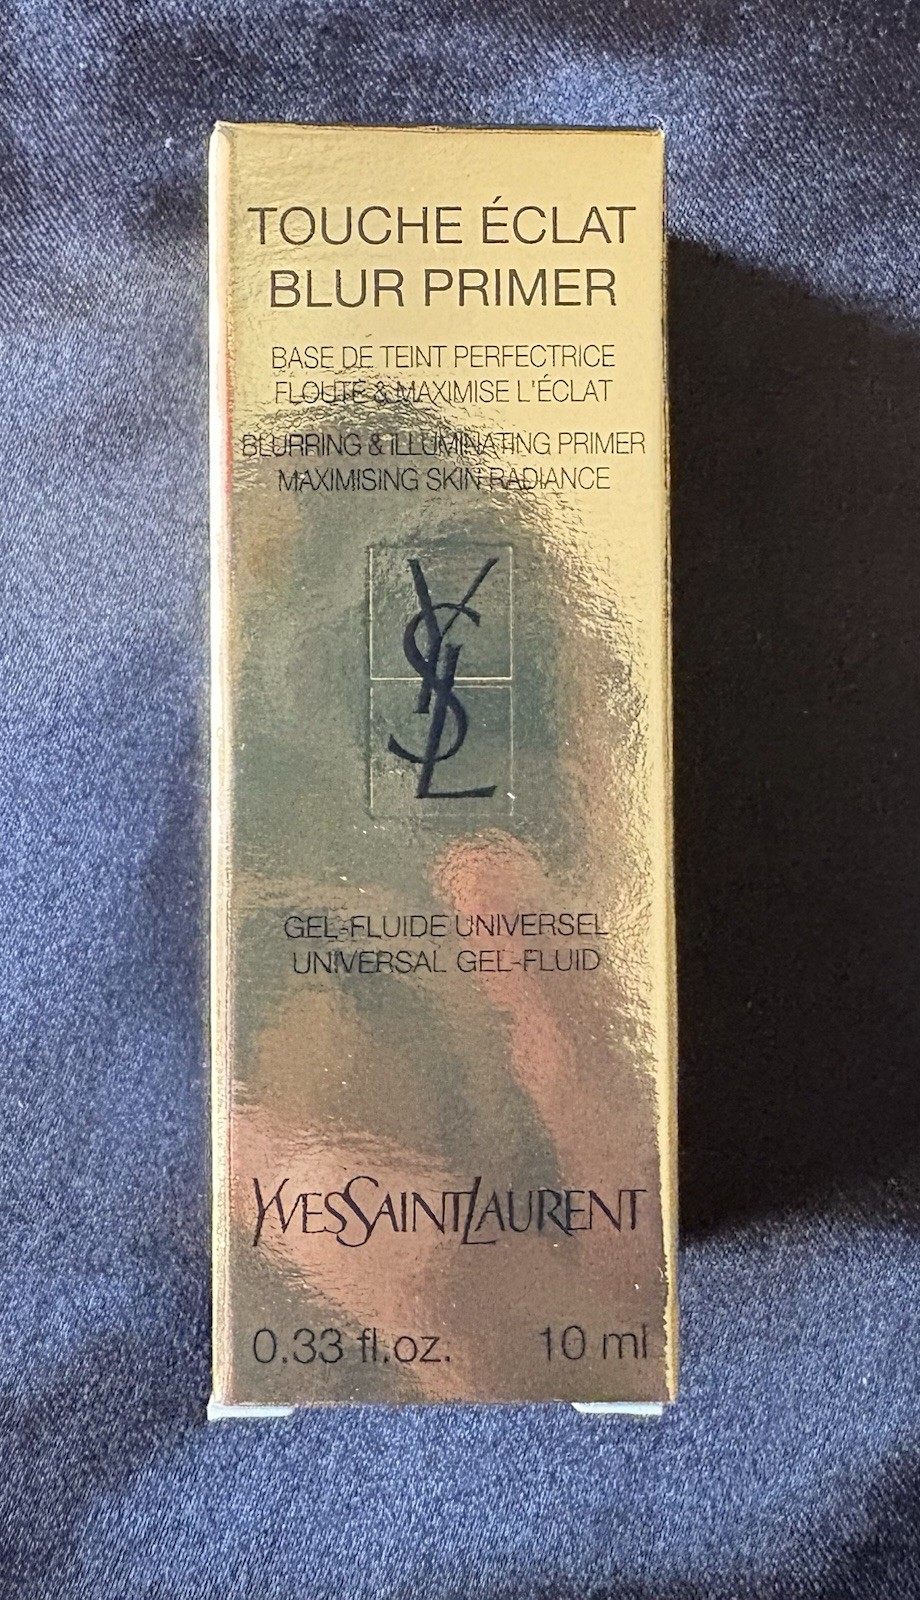 TOUCHE ÉCLAT
BLUR PRIMER
BASE DE TEINT PERFECTRICE
FLOUTE & MAXIMISE L'ÉCLAT
BLURRING & ILLUMINATING PRIMER
MAXIMISING SKIN RADIANCE
YSL
GEL-FLUIDE UNIVERSEL
UNIVERSAL GEL-FLUID
YVESSAINTLAURENT
0.33 fl.oz. 10 ml